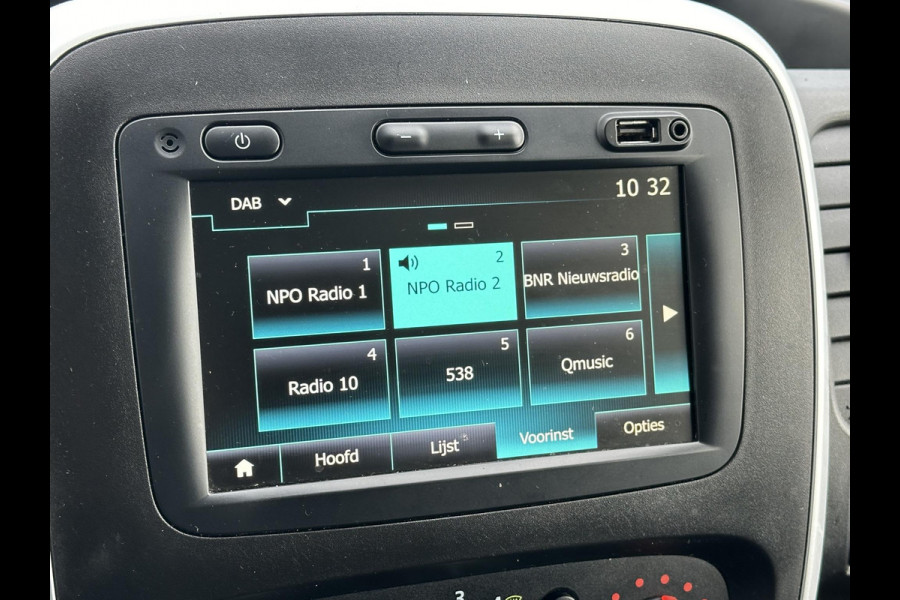 DAB
10 32
1
NPO Radio 1
2
NPO Radio 2
3
BNR Nieuwsradio
4
Radio 10
5
538
6
Qmusic
Hoofd
Lijst
Voorinst
Opties
3